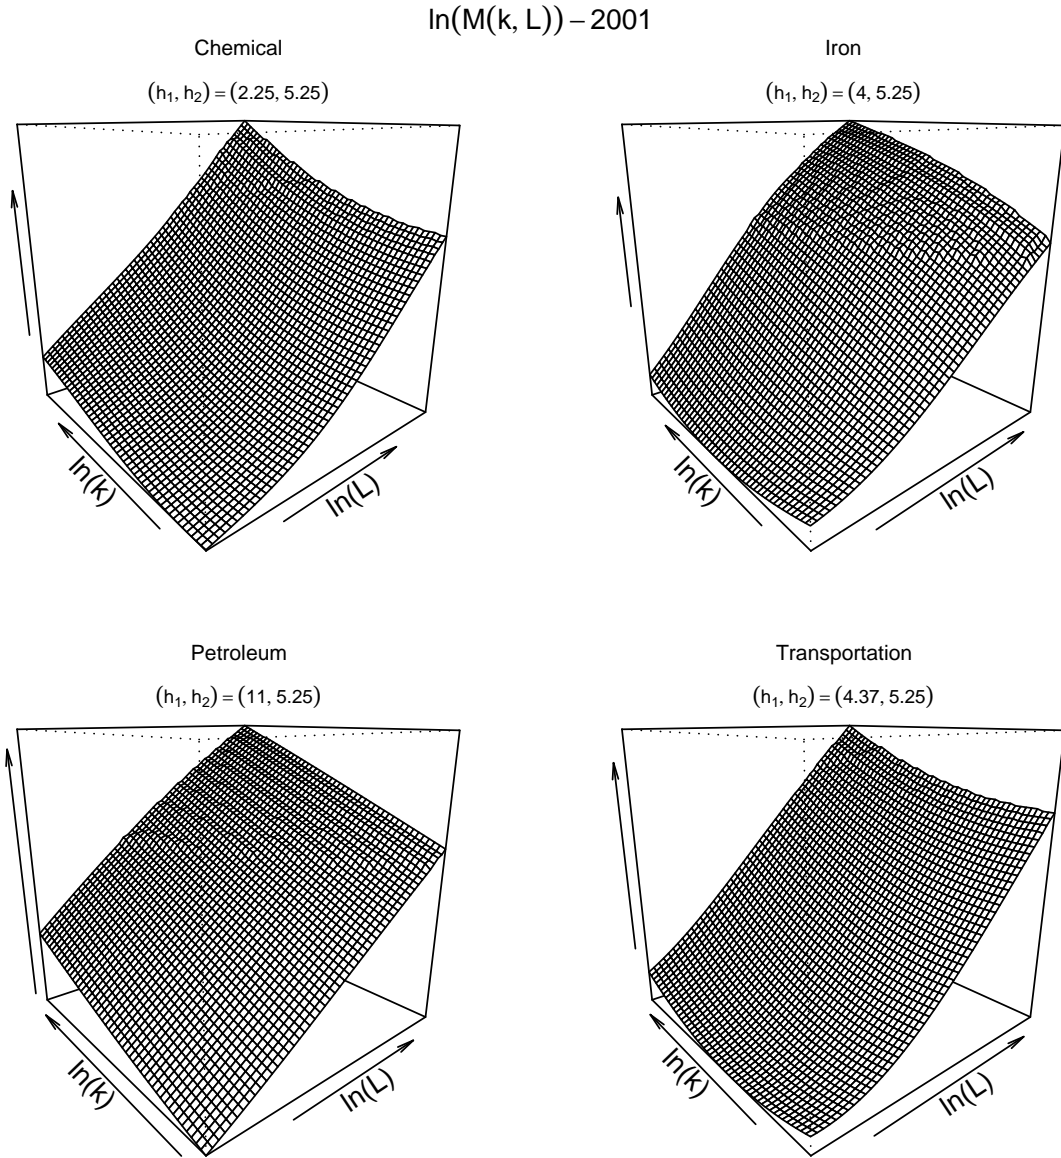 ln(M(k, L)) – 2001
Chemical
(h₁, h₂) = (2.25, 5.25)
ln(k)
ln(L)
Iron
(h₁, h₂) = (4, 5.25)
ln(k)
ln(L)
Petroleum
(h₁, h₂) = (11, 5.25)
ln(k)
ln(L)
Transportation
(h₁, h₂) = (4.37, 5.25)
ln(k)
ln(L)